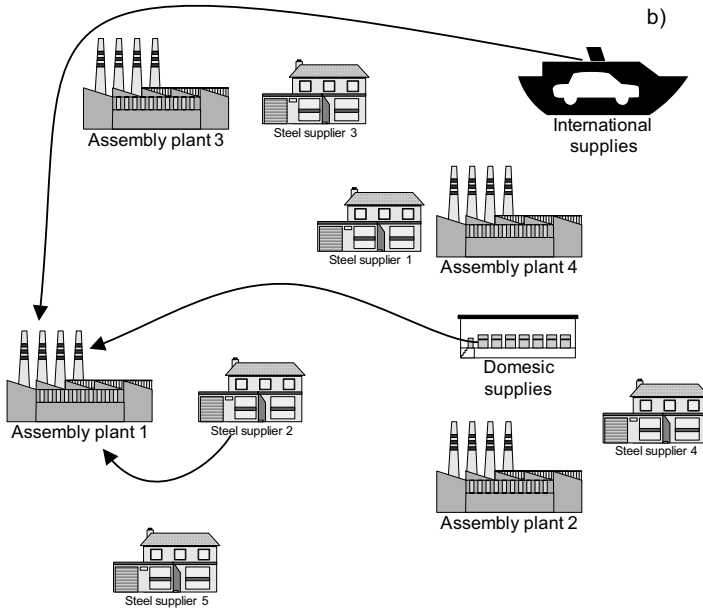 b)
Assembly plant 3
Steel supplier 3
International
supplies
Steel supplier 1
Assembly plant 4
Domesic
supplies
Assembly plant 1
Steel supplier 2
Steel supplier 4
Assembly plant 2
Steel supplier 5